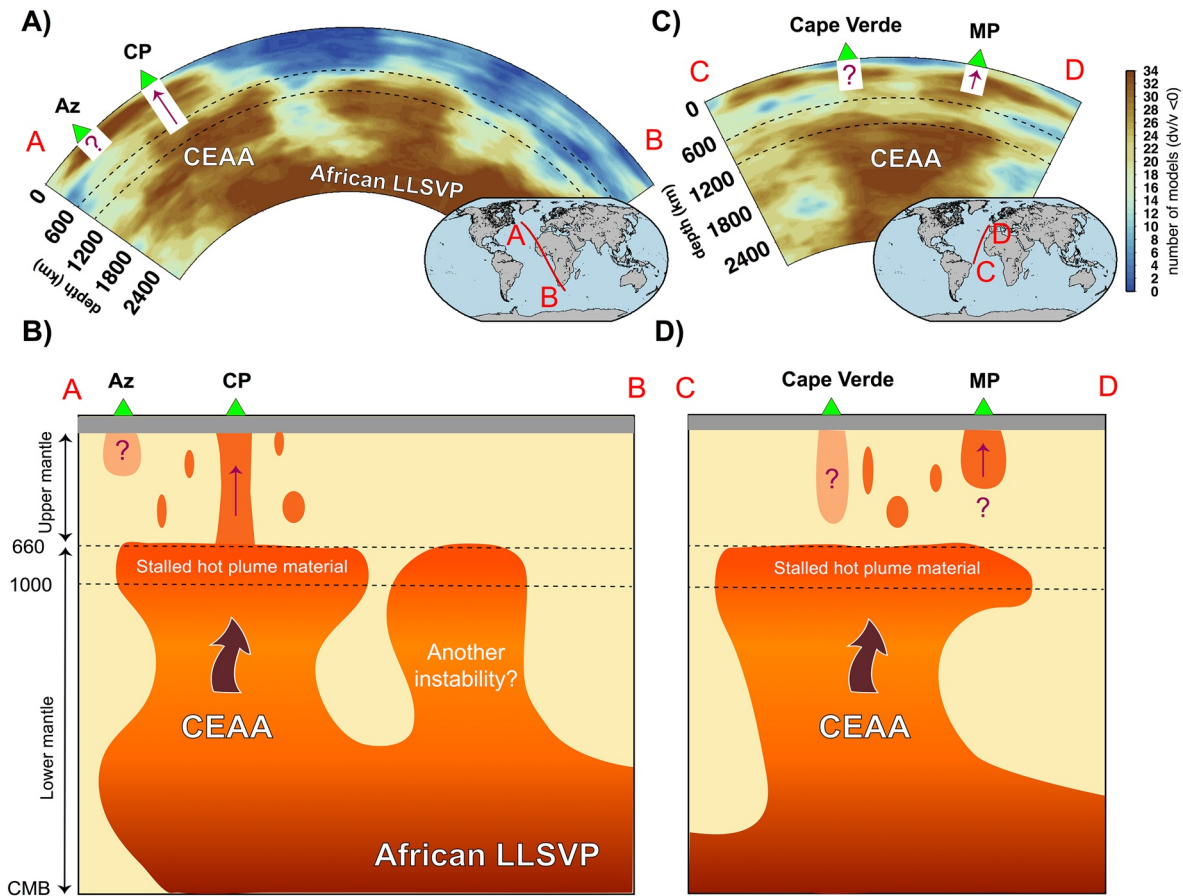 A)
CP
Az
?
A
CEAA
African LLSVP
B
0
600
1200
1800
2400
depth (km)
A
B
C)
Cape Verde
MP
C
D
?
CEAA
0
600
1200
1800
2400
depth (km)
D
C
34
32
30
28
26
24
22
20
18
16
14
12
10
8
6
4
2
0
number of models (dv/v <0)
B)
A
Az
CP
B
Upper mantle
?
660
Stalled hot plume material
1000
Another
instability?
CEAA
Lower mantle
African LLSVP
CMB
D)
C
Cape Verde
MP
D
?
?
Stalled hot plume material
CEAA